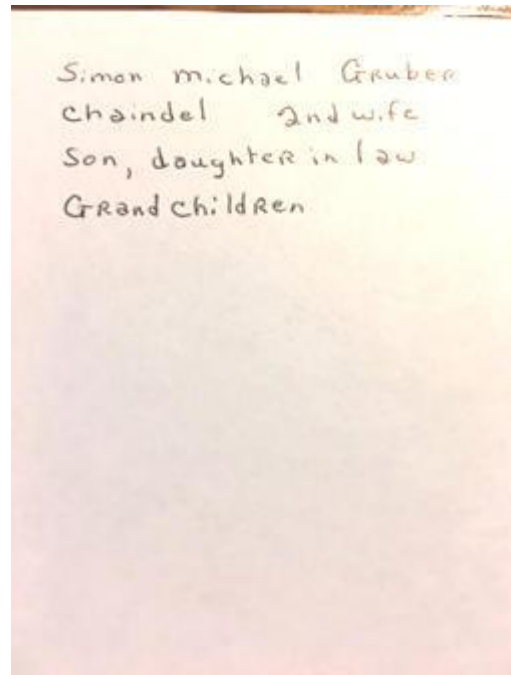 Simon michael Gruber
Chaindel 2nd wife
Son, daughter in law
Grand children